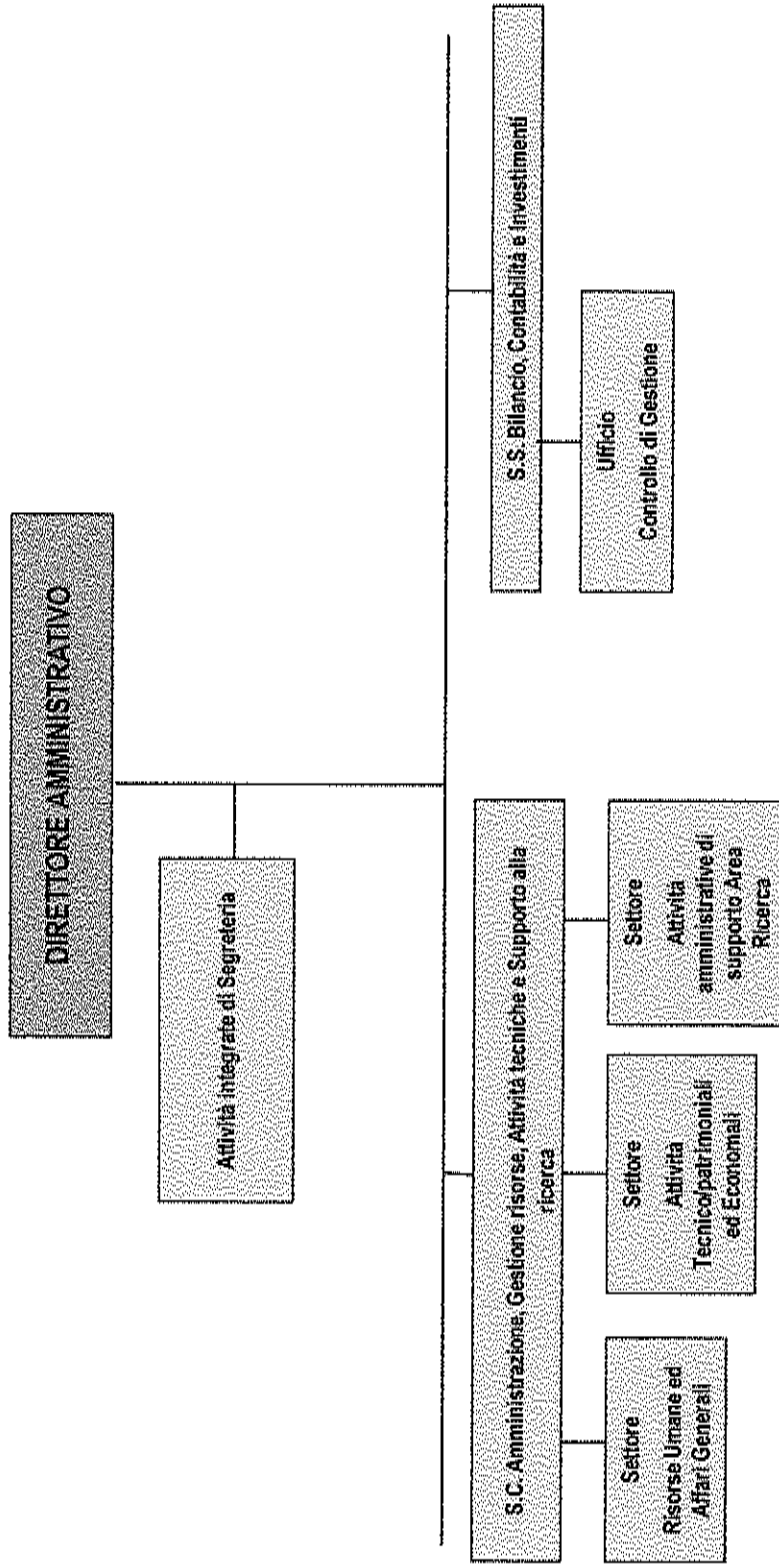 DIRETTORE AMMINISTRATIVO
Attività integrate di Segreteria
S.C. Amministrazione, Gestione risorse, Attività tecniche e Supporto alla
ricerca
S.S. Bilancio, Contabilità e Investimenti
Settore
Risorse Umane ed
Affari Generali
Settore
Attività
Tecnico/patrimoniali
ed Economali
Settore
Attività
amministrative di
supporto Area
Ricerca
Ufficio
Controllo di Gestione